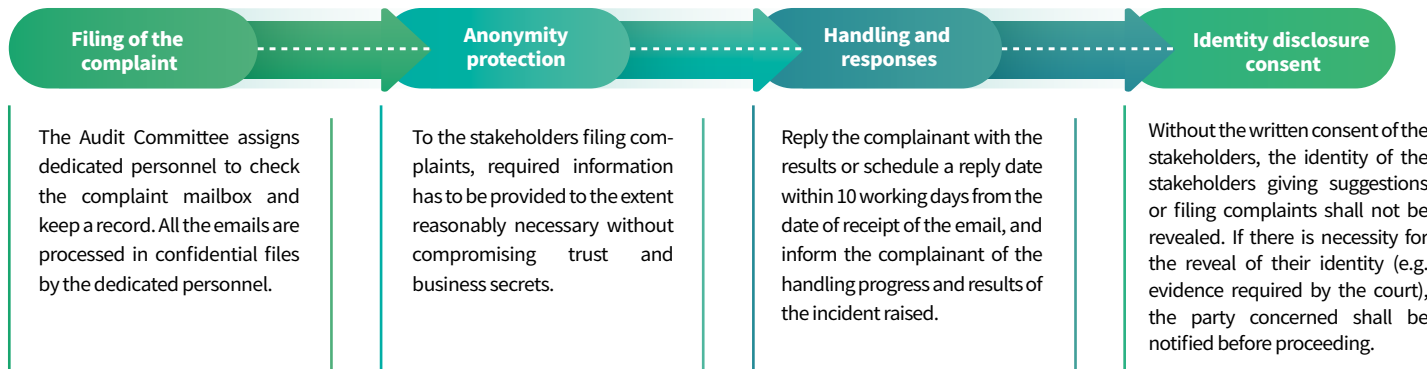 Filing of the
complaint
The Audit Committee assigns
dedicated personnel to check
the complaint mailbox and
keep a record. All the emails are
processed in confidential files
by the dedicated personnel.
Anonymity
protection
To the stakeholders filing com-
plaints, required information
has to be provided to the extent
reasonably necessary without
compromising trust and
business secrets.
Handling and
responses
Reply the complainant with the
results or schedule a reply date
within 10 working days from the
date of receipt of the email, and
inform the complainant of the
handling progress and results of
the incident raised.
Identity disclosure
consent
Without the written consent of the
stakeholders, the identity of the
stakeholders giving suggestions
or filing complaints shall not be
revealed. If there is necessity for
the reveal of their identity (e.g.
evidence required by the court),
the party concerned shall be
notified before proceeding.